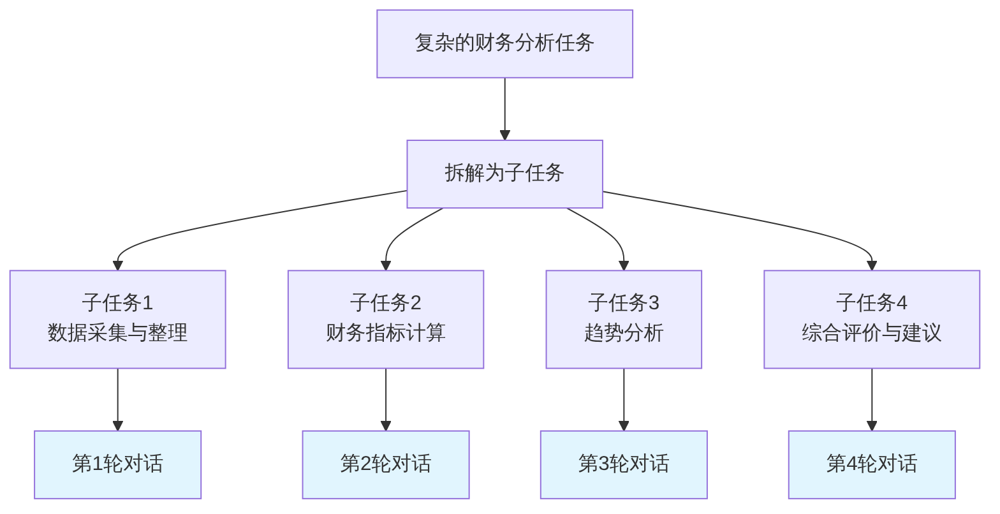 复杂的财务分析任务
拆解为子任务
子任务1
数据采集与整理
子任务2
财务指标计算
子任务3
趋势分析
子任务4
综合评价与建议
第1轮对话
第2轮对话
第3轮对话
第4轮对话